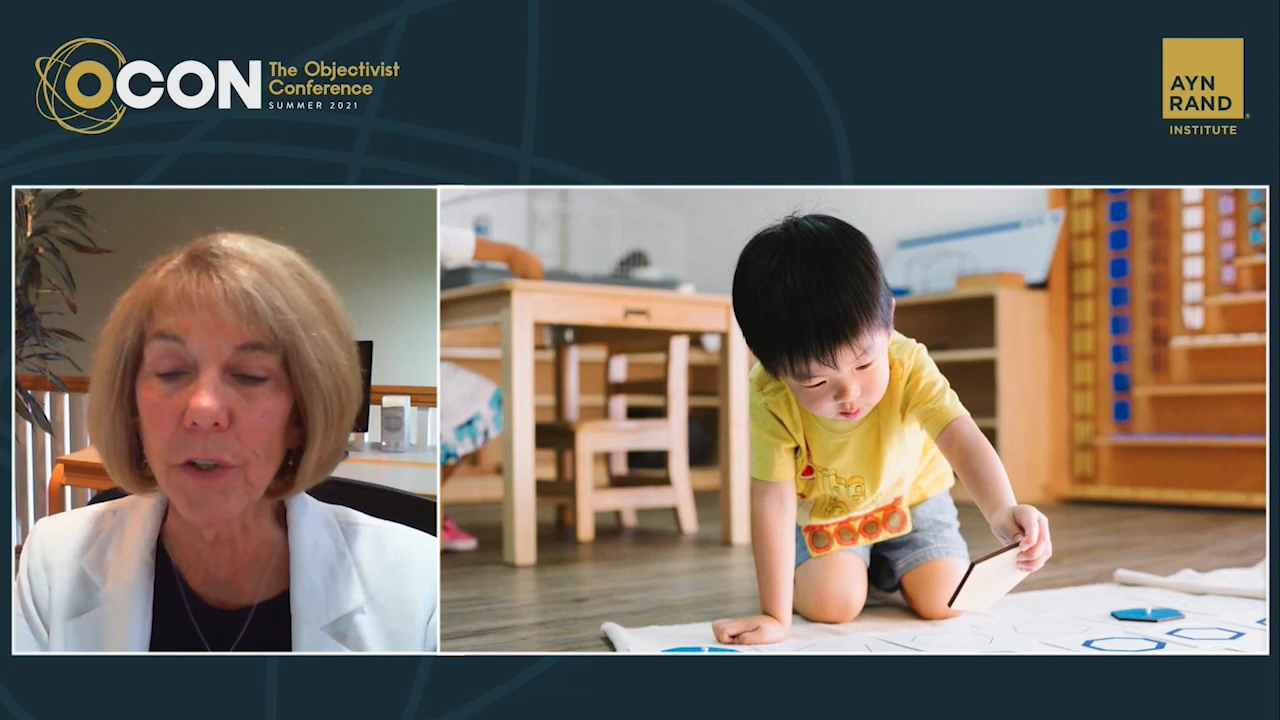 OCON
The Objectivist
Conference
SUMMER 2021
AYN
RAND
INSTITUTE